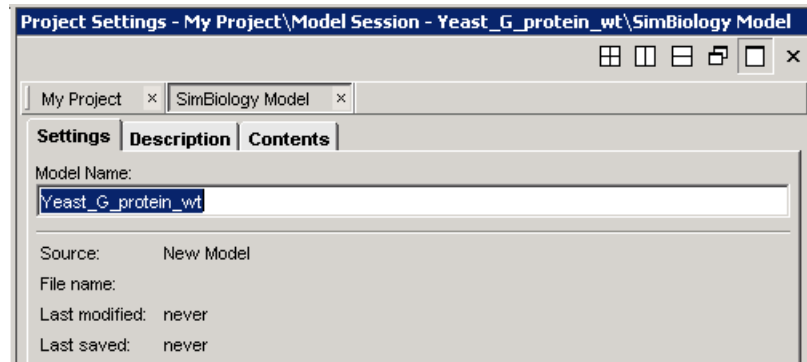 Project Settings - My Project\Model Session - Yeast_G_protein_wt\SimBiology Model
My Project × SimBiology Model ×
Settings Description Contents
Model Name:
Yeast_G_protein_wt
Source: New Model
File name:
Last modified: never
Last saved: never